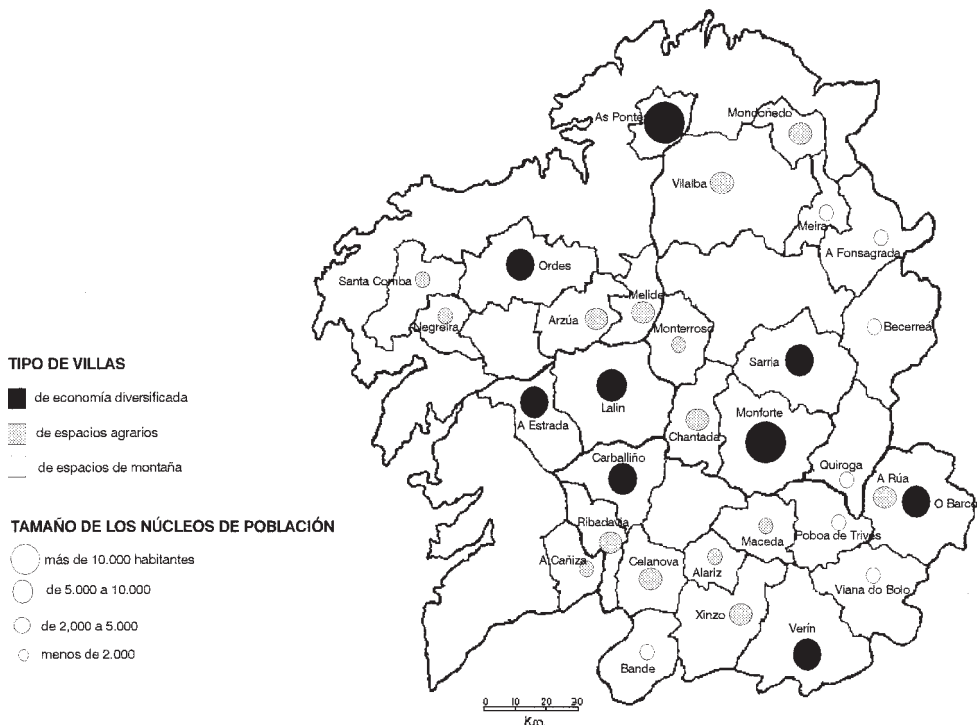 As Pontes
Mondoñedo
Vilalba
Meira
A Fonsagrada
Santa Comba
Ordes
Negreira
Arzúa
Melide
Monterroso
Becerrea
Sarria
TIPO DE VILLAS
de economía diversificada
de espacios agrarios
de espacios de montaña
A Estrada
Lalin
Chantada
Monforte
Carballiño
Quiroga
A Rúa
O Barco
TAMAÑO DE LOS NÚCLEOS DE POBLACIÓN
más de 10.000 habitantes
de 5.000 a 10.000
de 2,000 a 5.000
menos de 2.000
Ribadavia
Maceda
Poboa de Trives
A Cañiza
Celanova
Alariz
Viana do Bolo
Xinzo
Verín
Bande
0 10 20 30
Km